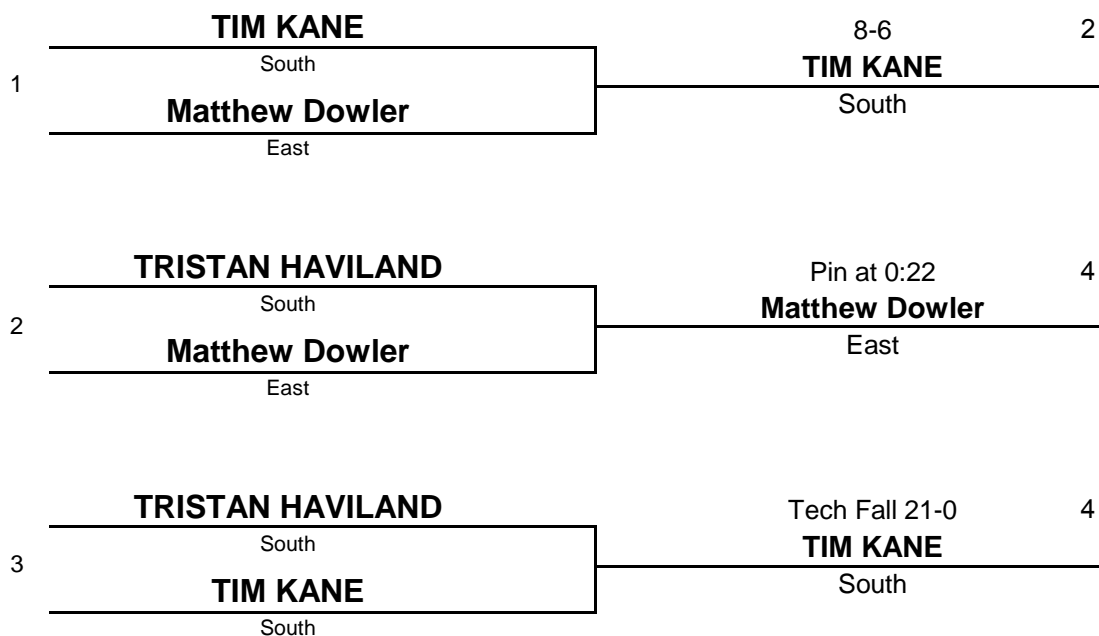 TIM KANE
8-6 2
South
TIM KANE
1
South
Matthew Dowler
East
TRISTAN HAVILAND
Pin at 0:22 4
South
Matthew Dowler
2
East
Matthew Dowler
East
TRISTAN HAVILAND
Tech Fall 21-0 4
South
TIM KANE
3
South
TIM KANE
South